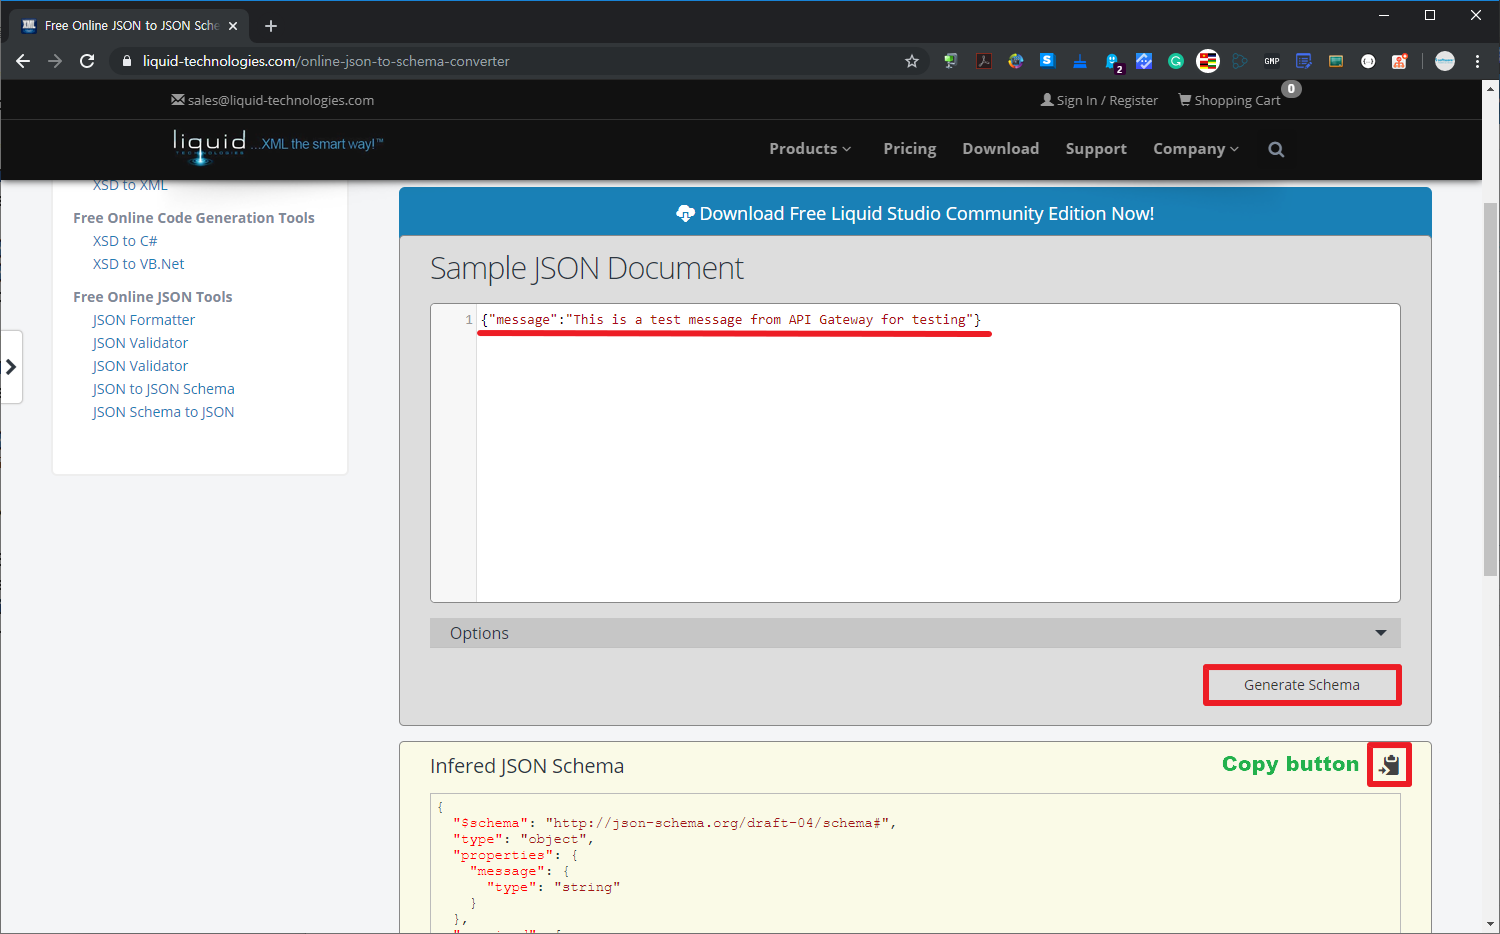 Free Online JSON to JSON Sche
liquid-technologies.com/online-json-to-schema-converter
2
GMP
sales@liquid-technologies.com
Sign In / Register
Shopping Cart
0
liquid
TECHNOLOGIES
...XML the smart way!™
Products
Pricing
Download
Support
Company
XSD to XML
Free Online Code Generation Tools
XSD to C#
XSD to VB.Net
Free Online JSON Tools
JSON Formatter
JSON Validator
JSON Validator
JSON to JSON Schema
JSON Schema to JSON
Download Free Liquid Studio Community Edition Now!
Sample JSON Document
1 {"message":"This is a test message from API Gateway for testing"}
Options
Generate Schema
Infered JSON Schema
Copy button
{
"$schema": "http://json-schema.org/draft-04/schema#",
"type": "object",
"properties": {
"message": {
"type": "string"
}
},